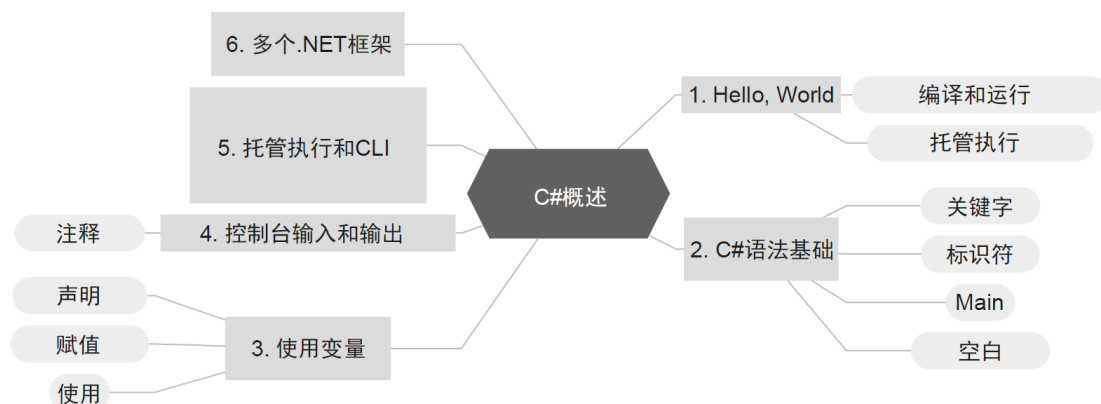 C#概述
1. Hello, World
编译和运行
托管执行
2. C#语法基础
关键字
标识符
Main
空白
3. 使用变量
声明
赋值
使用
4. 控制台输入和输出
注释
5. 托管执行和CLI
6. 多个.NET框架